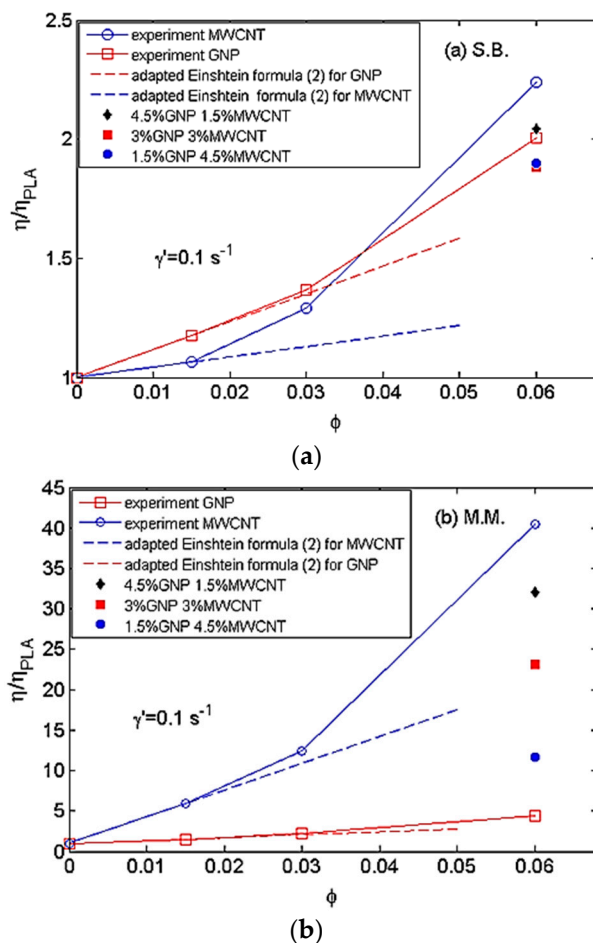 2.5
experiment MWCNT
(a) S.B.
experiment GNP
adapted Einshtein formula (2) for GNP
adapted Einshtein formula (2) for MWCNT
4.5%GNP 1.5%MWCNT
2
3%GNP 3%MWCNT
1.5%GNP 4.5%MWCNT
η/ηPLA
1.5
γ'=0.1 s⁻¹
1
0 0.01 0.02 0.03 0.04 0.05 0.06
ϕ
(a)
45
experiment GNP
(b) M.M.
40
experiment MWCNT
adapted Einshtein formula (2) for MWCNT
35
adapted Einshtein formula (2) for GNP
4.5%GNP 1.5%MWCNT
30
3%GNP 3%MWCNT
1.5%GNP 4.5%MWCNT
25
η/ηPLA
20
γ'=0.1 s⁻¹
15
10
5
0
0 0.01 0.02 0.03 0.04 0.05 0.06
ϕ
(b)